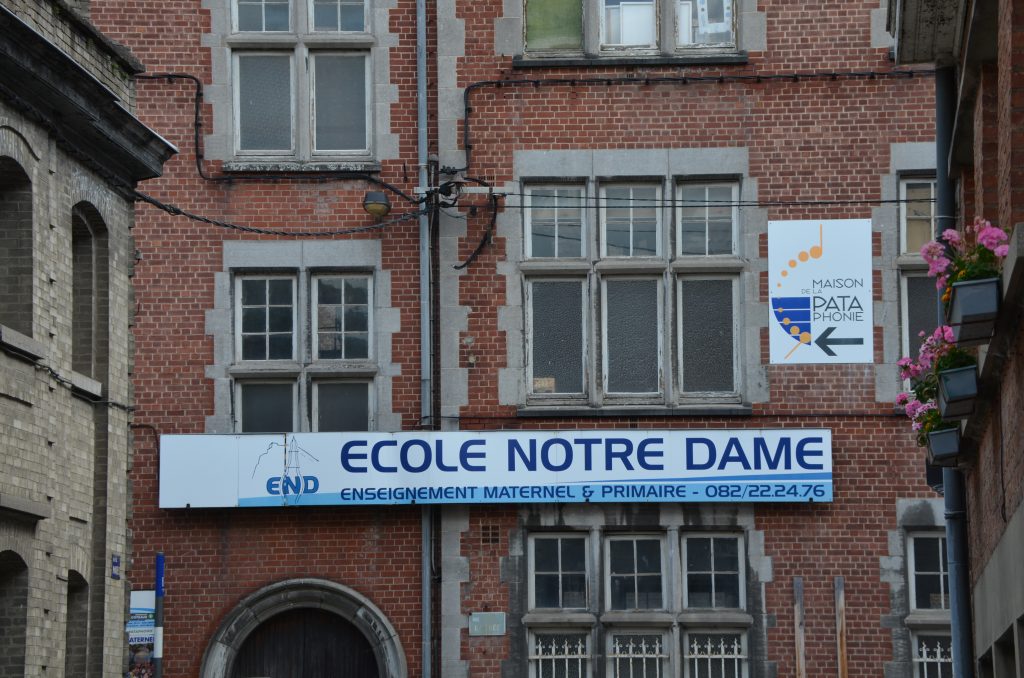 MAISON
DE LA
PATA
PHONIE
ECOLE NOTRE DAME
END
ENSEIGNEMENT MATERNEL & PRIMAIRE - 082/22.24.76